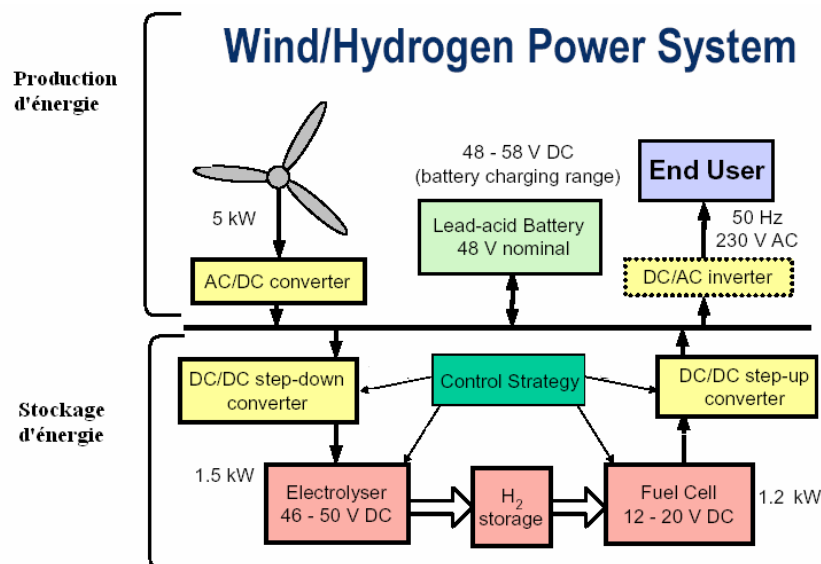 Wind/Hydrogen Power System
Production
d'énergie
5 kW
AC/DC converter
48 - 58 V DC
(battery charging range)
Lead-acid Battery
48 V nominal
End User
50 Hz
230 V AC
DC/AC inverter
Stockage
d'énergie
DC/DC step-down
converter
Control Strategy
DC/DC step-up
converter
1.5 kW
Electrolyser
46 - 50 V DC
H2
storage
Fuel Cell
12 - 20 V DC
1.2 kW